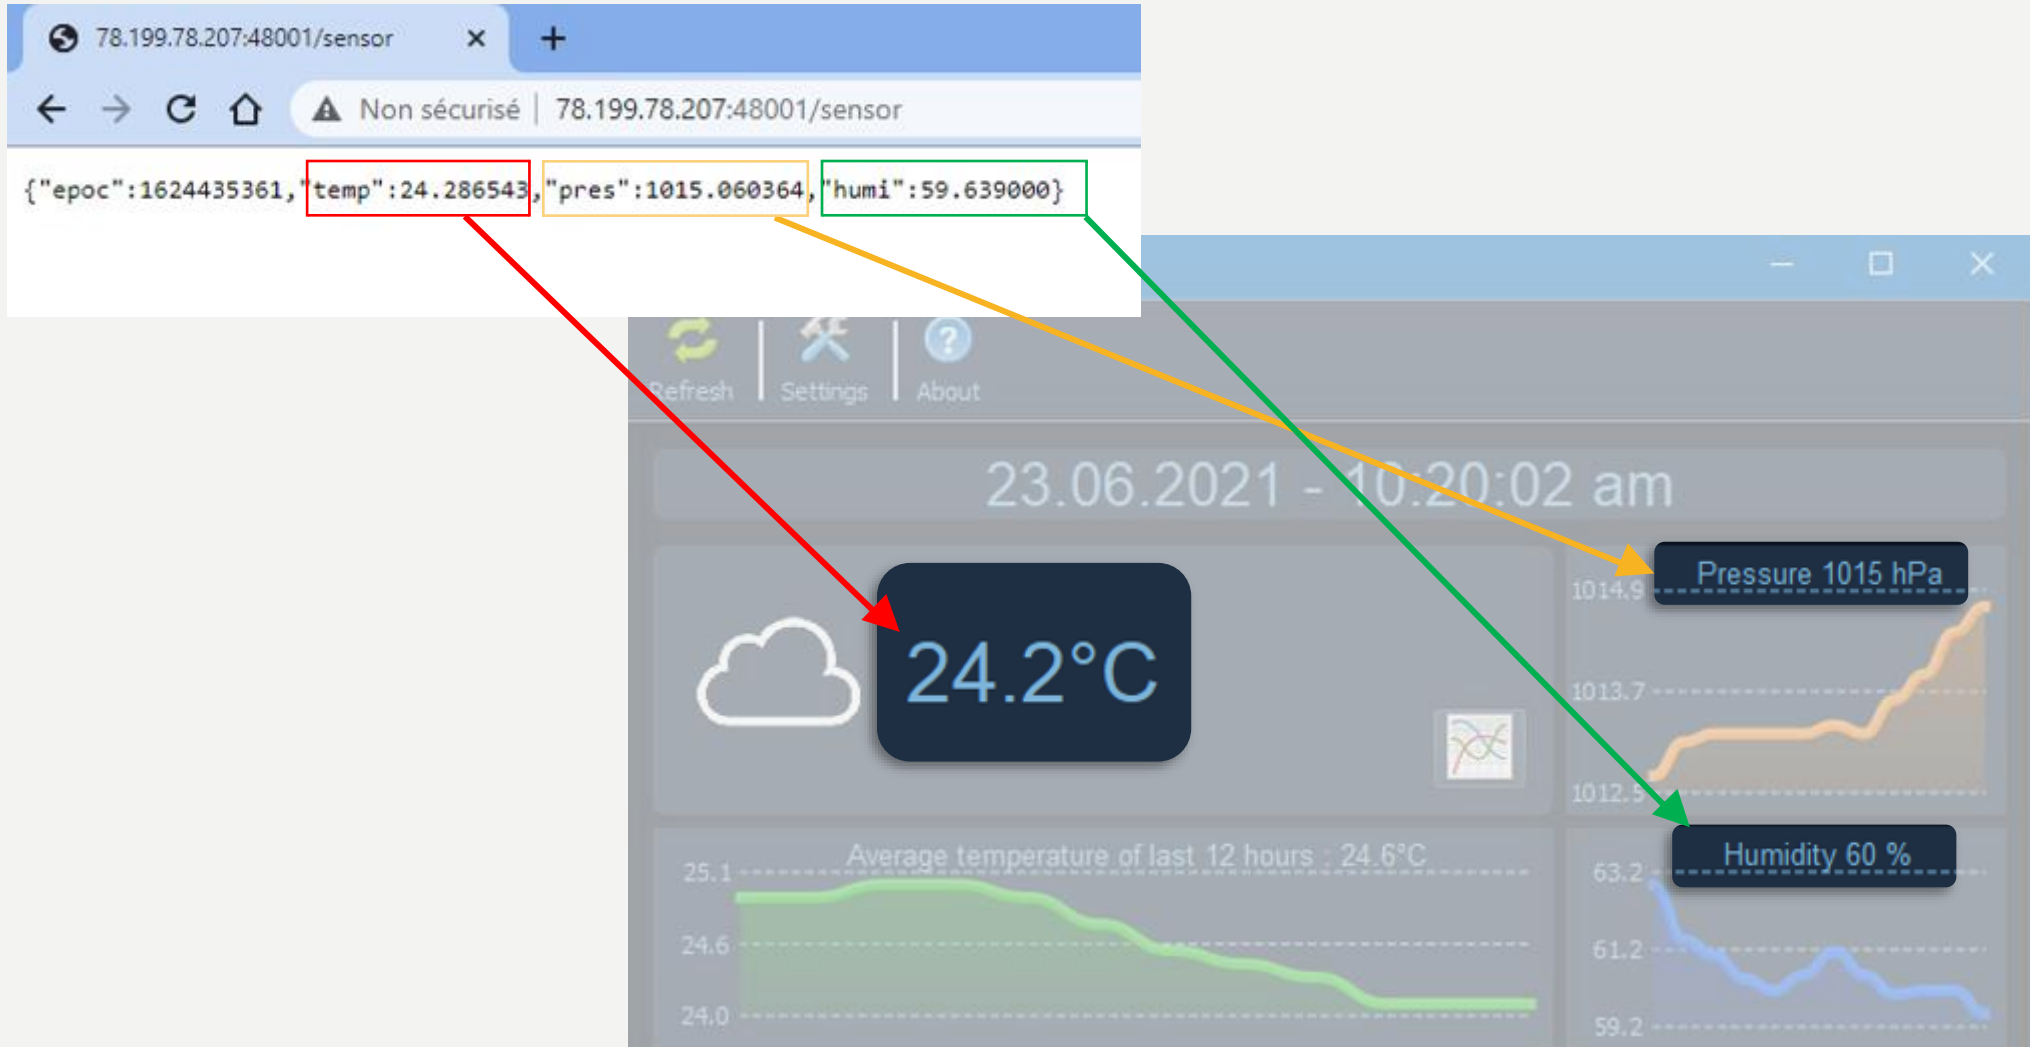 78.199.78.207:48001/sensor
Non sécurisé | 78.199.78.207:48001/sensor
{"epoc":1624435361,"temp":24.286543,"pres":1015.060364,"humi":59.639000}
Refresh Settings About
23.06.2021 - 10:20:02 am
24.2°C
Pressure 1015 hPa
1014.9
1013.7
1012.5
Average temperature of last 12 hours : 24.6°C
25.1
24.6
24.0
Humidity 60 %
63.2
61.2
59.2